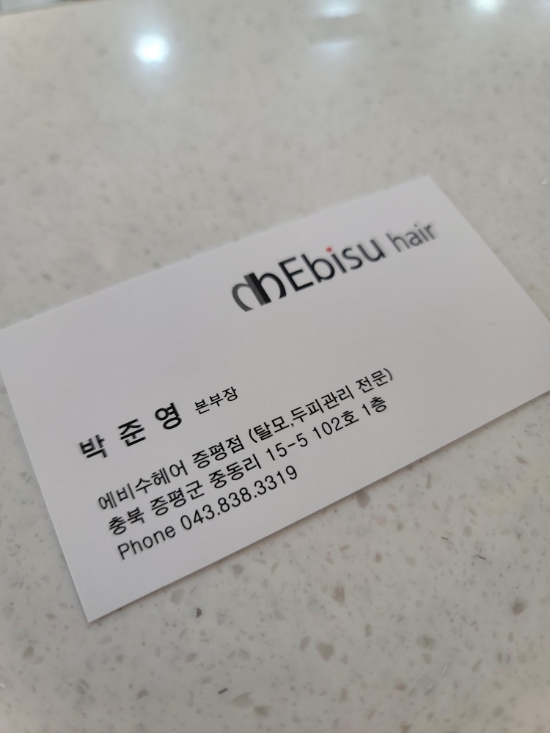 Ebisu hair
박준영 본부장
에비수헤어 증평점 (탈모,두피관리 전문)
충북 증평군 중동리 15-5 102호 1층
Phone 043.838.3319